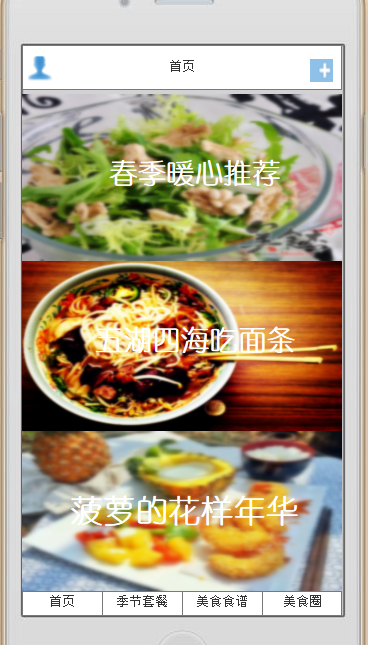 首页
春季暖心推荐
五湖四海吃面条
菠萝的花样年华
首页 季节套餐 美食食谱 美食圈